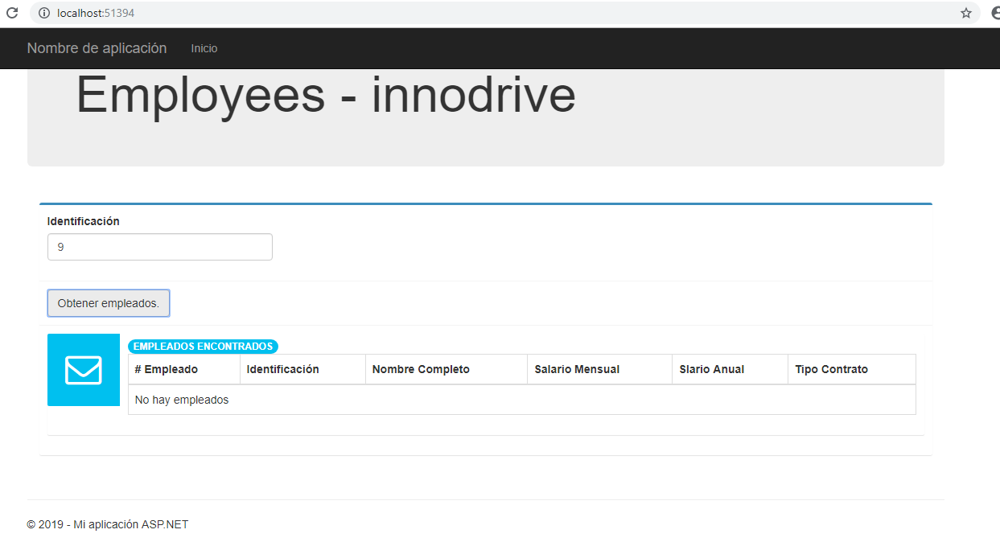 localhost:51394
Nombre de aplicación Inicio
Employees - innodrive
Identificación
9
Obtener empleados.
EMPLEADOS ENCONTRADOS
# Empleado Identificación Nombre Completo Salario Mensual Slario Anual Tipo Contrato
No hay empleados
© 2019 - Mi aplicación ASP.NET